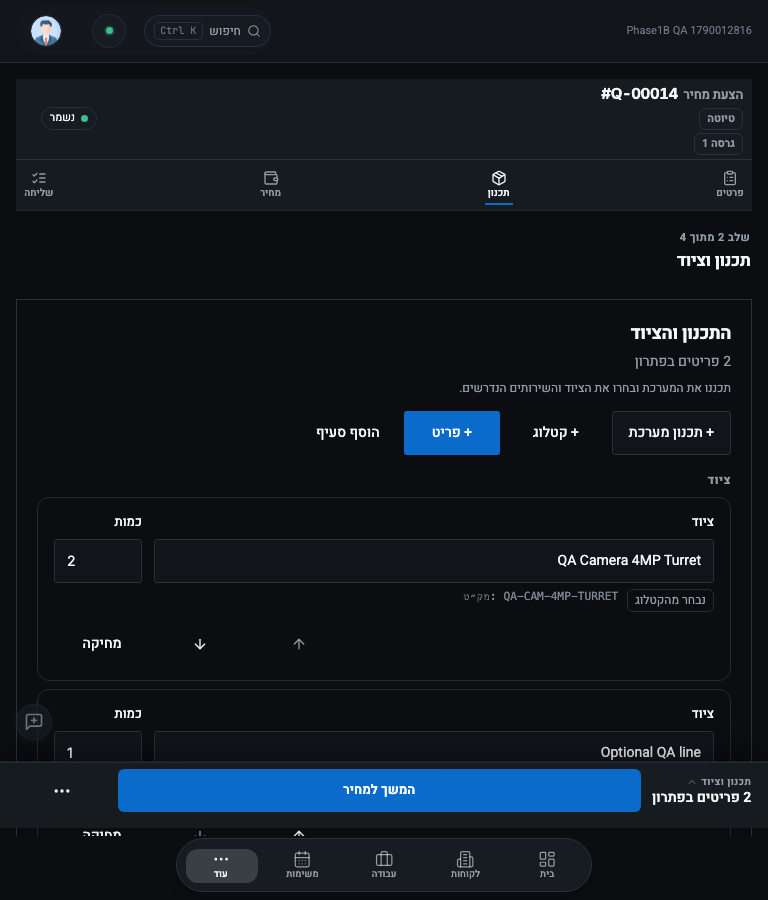 Phase1B QA 1790012816
חיפוש Ctrl K
הצעת מחיר #Q-00014
טיוטה
גרסה 1
נשמר
פרטים
תכנון
מחיר
שליחה
שלב 2 מתוך 4
תכנון וציוד
התכנון והציוד
2 פריטים בפתרון
תכננו את המערכת ובחרו את הציוד והשירותים הנדרשים.
+ תכנון מערכת
+ קטלוג
+ פריט
הוסף סעיף
ציוד
ציוד
כמות
QA Camera 4MP Turret
2
נבחר מהקטלוג
מק״ט: QA-CAM-4MP-TURRET
מחיקה
ציוד
כמות
Optional QA line
1
תכנון וציוד
2 פריטים בפתרון
המשך למחיר
מחיקה
בית
לקוחות
עבודה
משימות
עוד